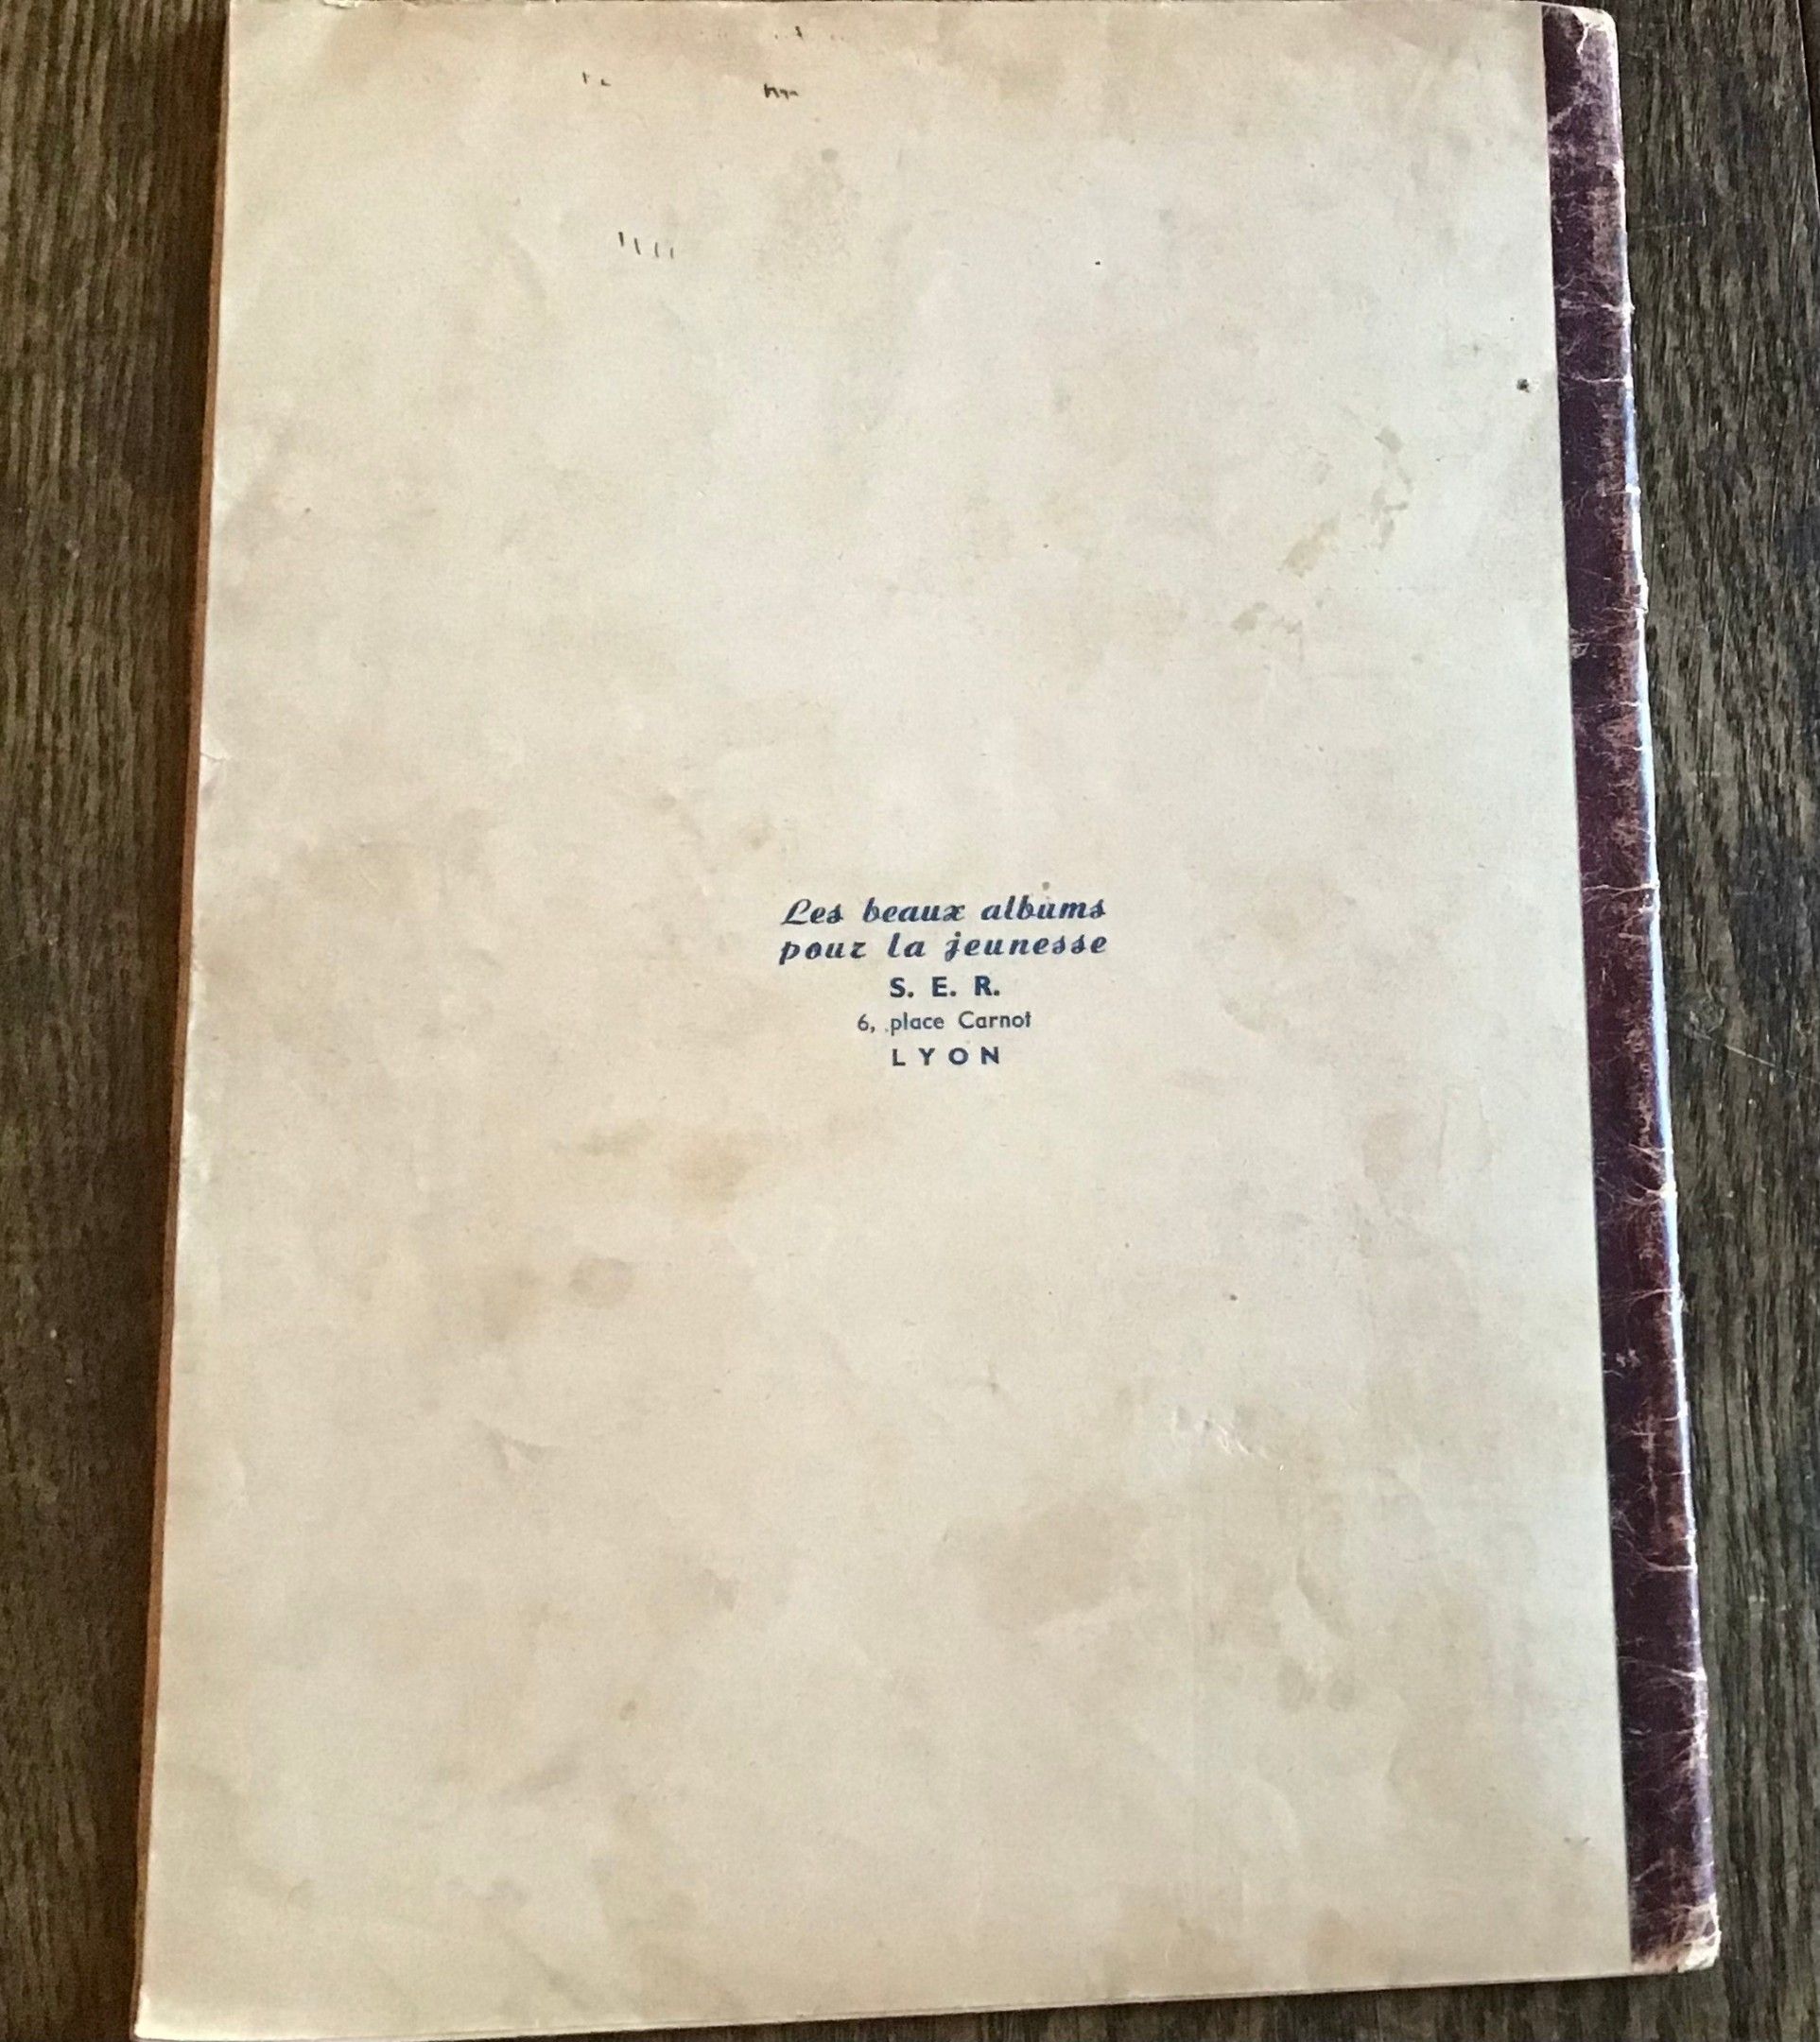 Les beaux albums
pour la jeunesse
S. E. R.
6, place Carnot
LYON